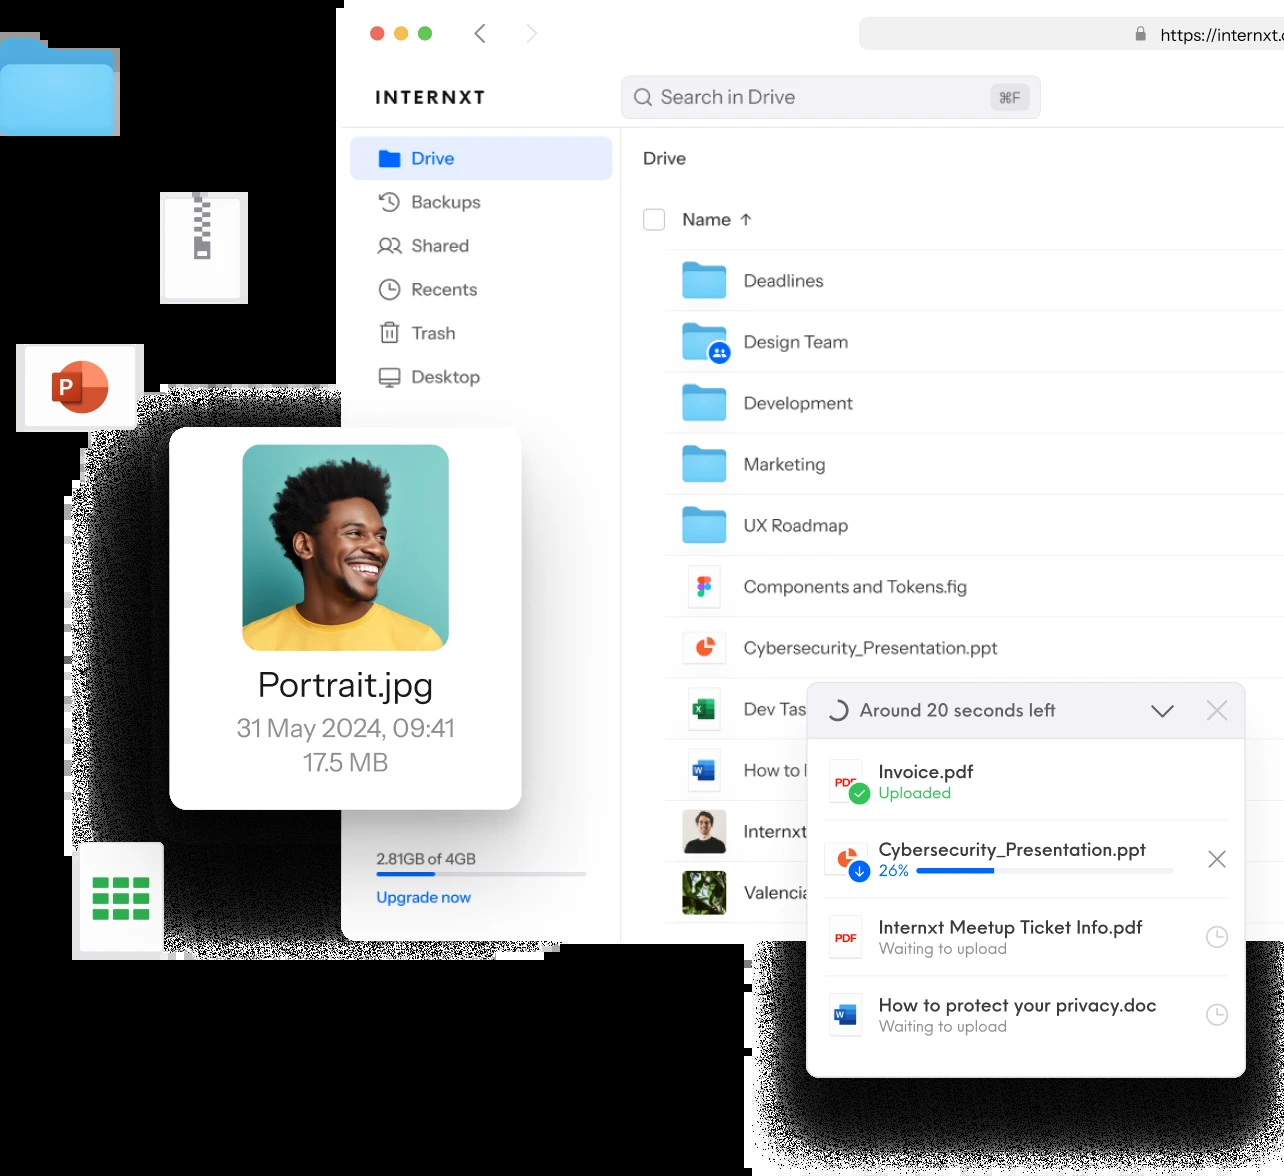 https://internxt.
INTERNXT
Search in Drive
⌘F
Drive
Backups
Shared
Recents
Trash
Desktop
Drive
Name ↑
Deadlines
Design Team
Development
Marketing
UX Roadmap
Components and Tokens.fig
Cybersecurity_Presentation.ppt
Dev Tas
How to
Internxt
Valencia
P
Portrait.jpg
31 May 2024, 09:41
17.5 MB
2.81GB of 4GB
Upgrade now
Around 20 seconds left
PDF
Invoice.pdf
Uploaded
Cybersecurity_Presentation.ppt
26%
PDF
Internxt Meetup Ticket Info.pdf
Waiting to upload
W
How to protect your privacy.doc
Waiting to upload
X
W